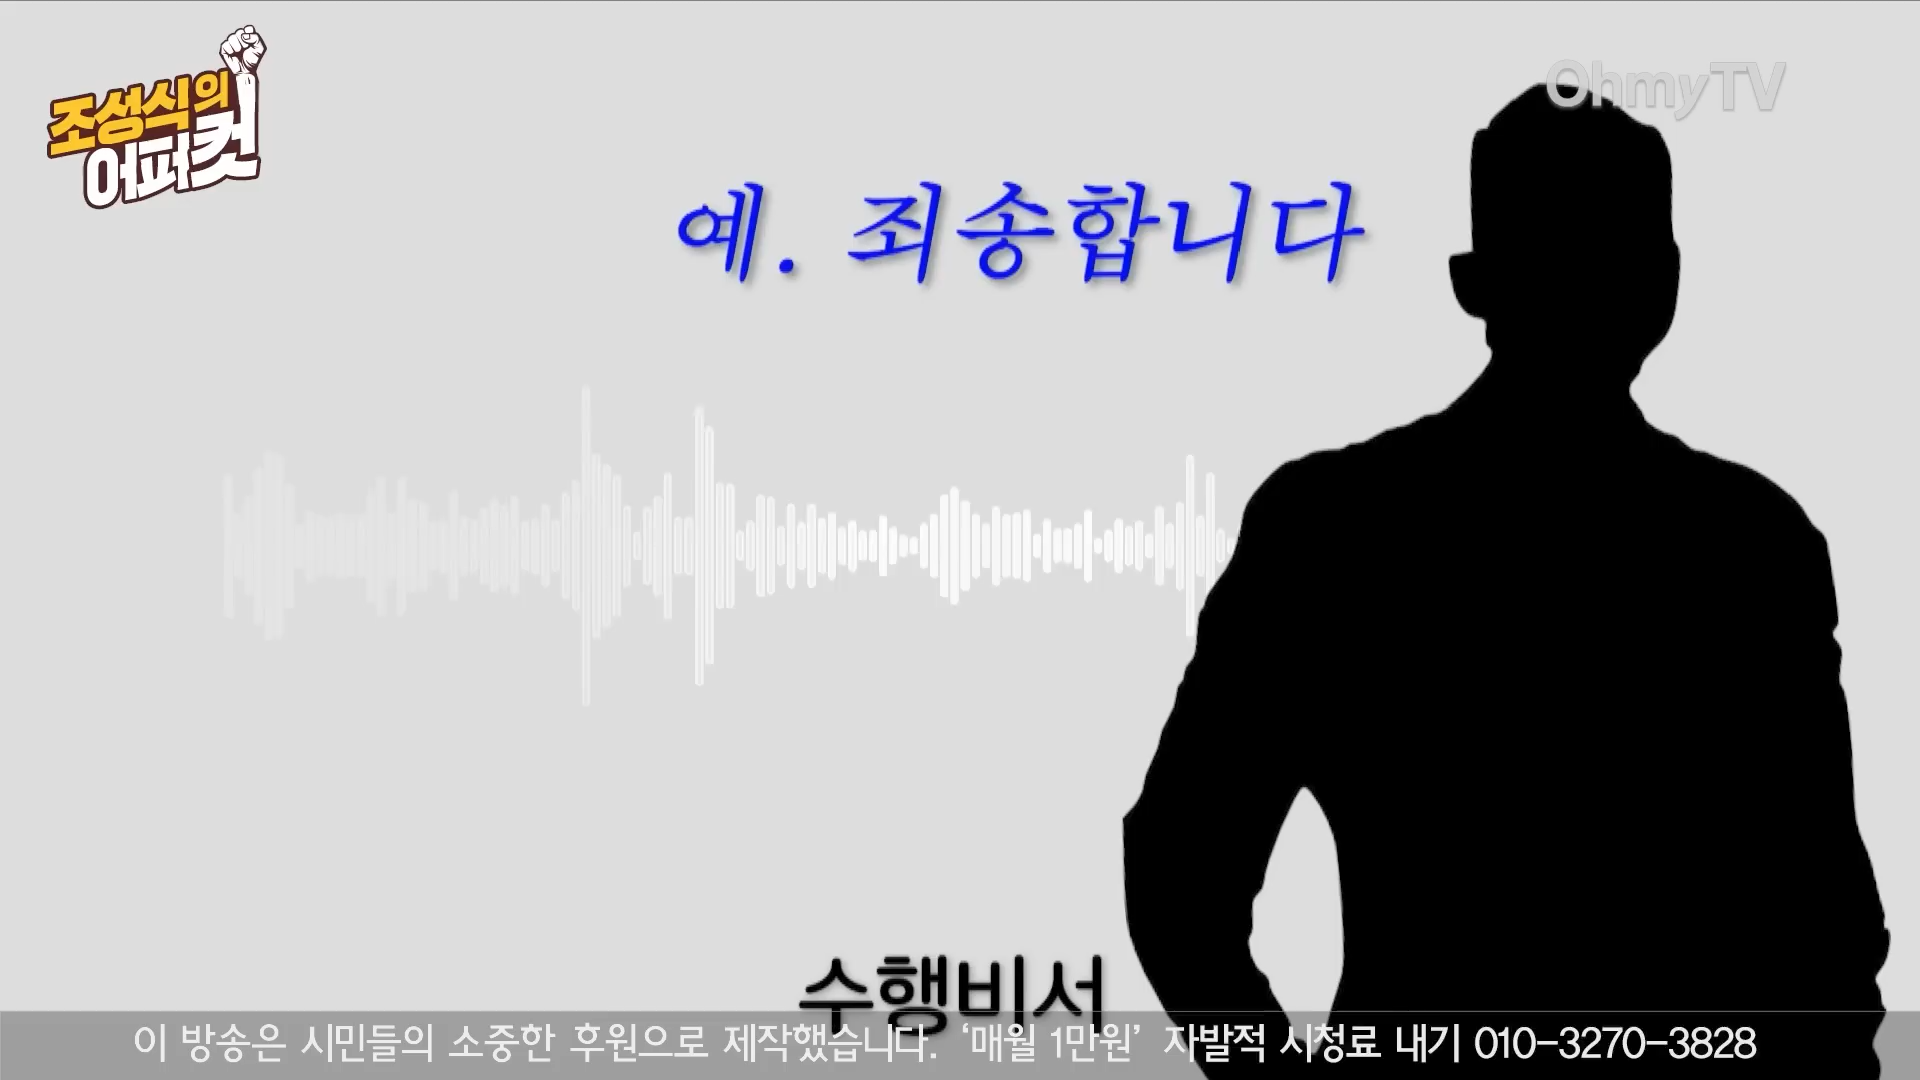 조성식의
어퍼컷
OhmyTV
예. 죄송합니다
수행비서
이 방송은 시민들의 소중한 후원으로 제작했습니다. ‘매월 1만원’ 자발적 시청료 내기 010-3270-3828